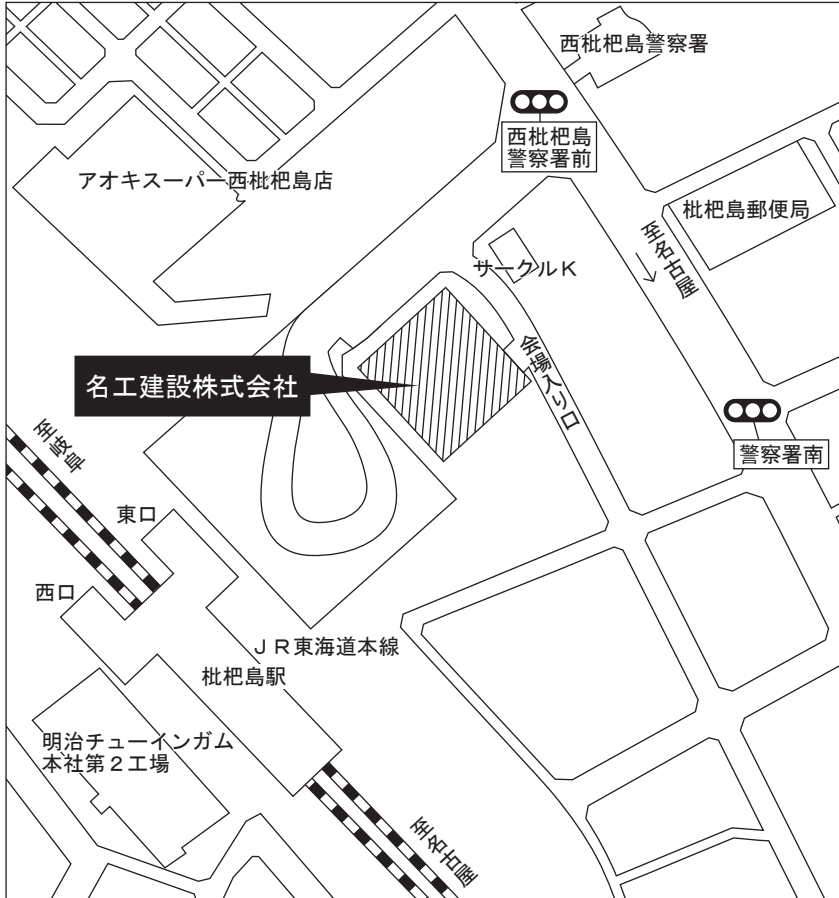 西枇杷島警察署
西枇杷島
警察署前
アオキスーパー西枇杷島店
枇杷島郵便局
至名古屋
サークルK
会場入り口
名工建設株式会社
警察署南
至岐阜
東口
西口
JR東海道本線
枇杷島駅
明治チューインガム
本社第2工場
至名古屋